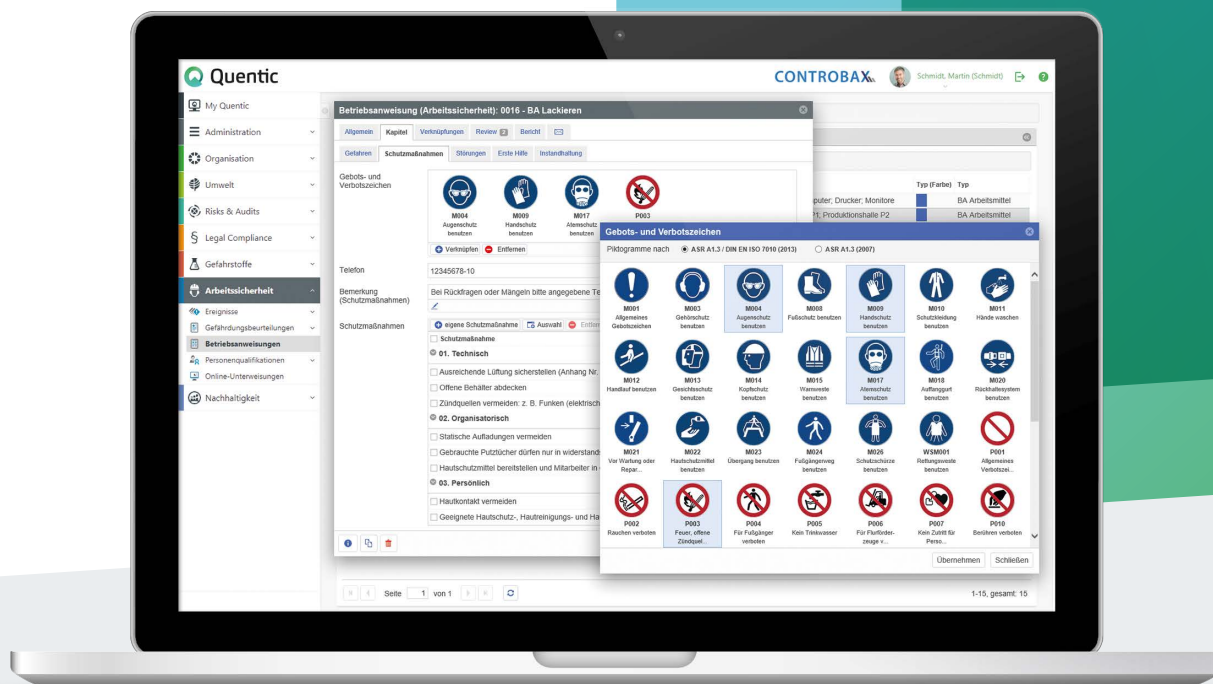 Quentic
CONTROBAX
Schmidt, Martin (Schmidt)
My Quentic
Administration
Organisation
Umwelt
Risks & Audits
Legal Compliance
Gefahrstoffe
Arbeitssicherheit
Ereignisse
Gefährdungsbeurteilungen
Betriebsanweisungen
Personenqualifikationen
Online-Unterweisungen
Nachhaltigkeit
Betriebsanweisung (Arbeitssicherheit): 0016 - BA Lackieren
Allgemein Kapitel Verknüpfungen Review 2 Bericht
Gefahren Schutzmaßnahmen Störungen Erste Hilfe Instandhaltung
Gebots- und
Verbotszeichen
M004 M009 M017 P003
Augenschutz Handschutz Atemschutz
benutzen benutzen benutzen
Verknüpfen Entfernen
Telefon
12345678-10
Bemerkung
(Schutzmaßnahmen)
Bei Rückfragen oder Mängeln bitte angegebene Te
Schutzmaßnahmen
eigene Schutzmaßnahme Auswahl Entfern
Schutzmaßnahme
01. Technisch
Ausreichende Lüftung sicherstellen (Anhang Nr.
Offene Behälter abdecken
Zündquellen vermeiden: z. B. Funken (elektrisch
02. Organisatorisch
Statische Aufladungen vermeiden
Gebrauchte Putztücher dürfen nur in widerstands
Hautschutzmittel bereitstellen und Mitarbeiter in
03. Persönlich
Hautkontakt vermeiden
Geeignete Hautschutz-, Hautreinigungs- und Ha
Typ (Farbe) Typ
puter; Drucker; Monitore BA Arbeitsmittel
P1, Produktionshalle P2 BA Arbeitsmittel
Gebots- und Verbotszeichen
Piktogramme nach ASR A1.3 / DIN EN ISO 7010 (2013) ASR A1.3 (2007)
M001 M003 M004 M008 M009 M010 M011
Allgemeines Gehörschutz Augenschutz Fußschutz benutzen Handschutz Schutzkleidung Hände waschen
Gebotszeichen benutzen benutzen benutzen benutzen
M012 M013 M014 M015 M017 M018 M020
Handlauf benutzen Gesichtsschutz Kopfschutz Warnweste Atemschutz Auffanggurt Rückhaltesystem
benutzen benutzen benutzen benutzen benutzen benutzen
M021 M022 M023 M024 M026 WSM001 P001
Vor Wartung oder Hautschutzmittel Übergang benutzen Fußgängerweg Schutzschürze Rettungsweste Allgemeines
Repar... benutzen benutzen benutzen benutzen Verbotszei...
P002 P003 P004 P005 P006 P007 P010
Rauchen verboten Feuer, offene Für Fußgänger Kein Trinkwasser Für Flurförder- Kein Zutritt für Berühren verboten
Zündquel... verboten zeuge v... Perso...
Übernehmen Schließen
Seite 1 von 1
1-15, gesamt: 15